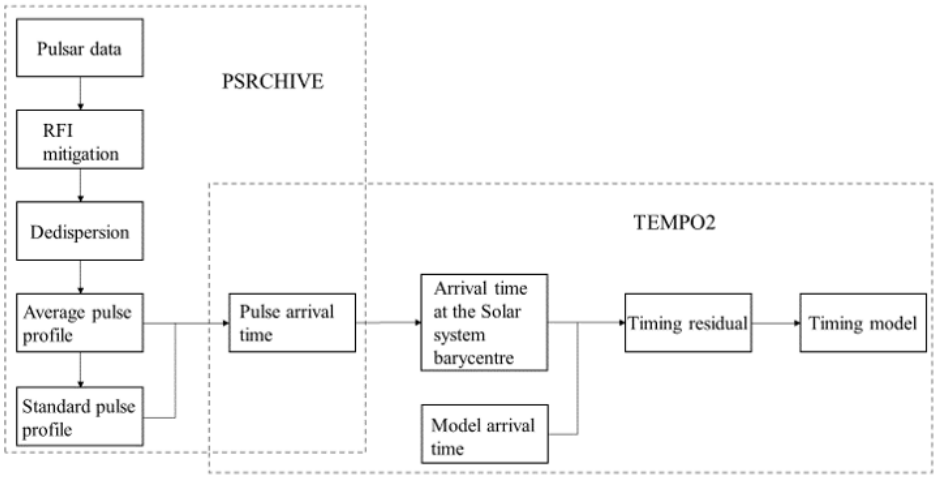 Pulsar data
PSRCHIVE
RFI
mitigation
Dedispersion
TEMPO2
Average pulse
profile
Pulse arrival
time
Arrival time
at the Solar
system
barycentre
Timing residual
Timing model
Standard pulse
profile
Model arrival
time